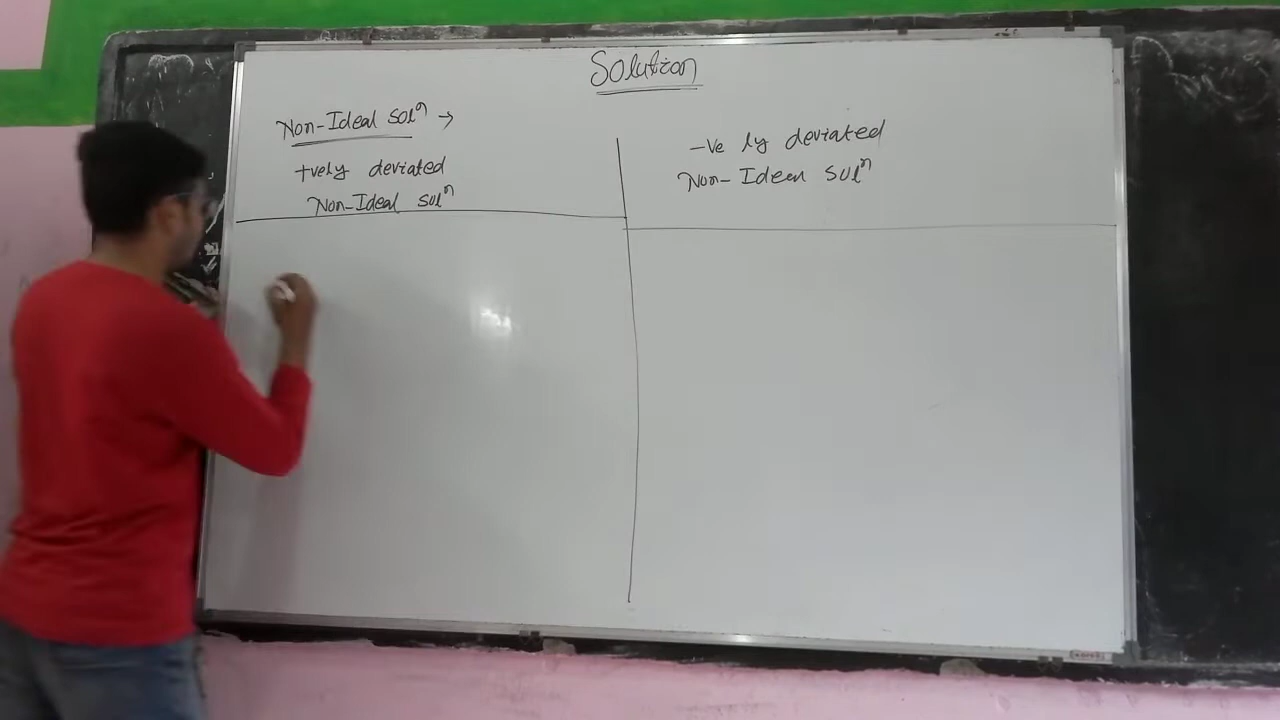 Solution
Non-Ideal solⁿ →
+vely deviated
Non-Ideal solⁿ
-Ve ly deviated
Non-Ideal solⁿ